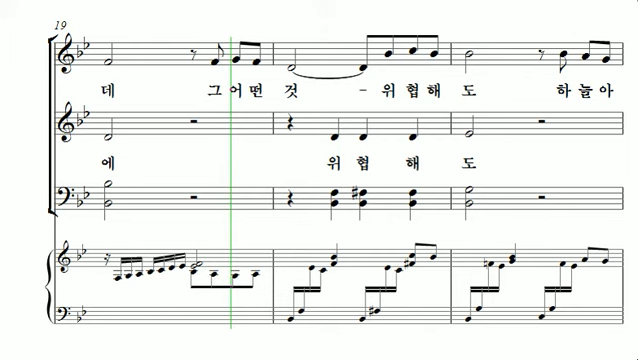 19
데 그어떤 것 - 위협해 도 하늘아
에 위협 해 도